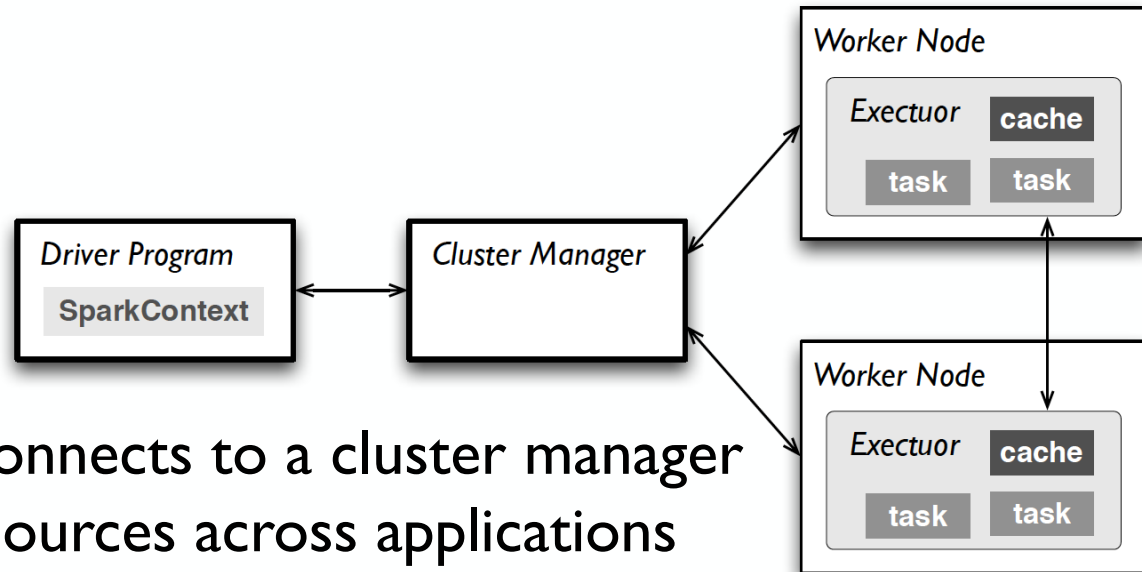 Worker Node
Exectuor
cache
task
task
Driver Program
SparkContext
Cluster Manager
Worker Node
Exectuor
cache
task
task
onnects to a cluster manager
ources across applications